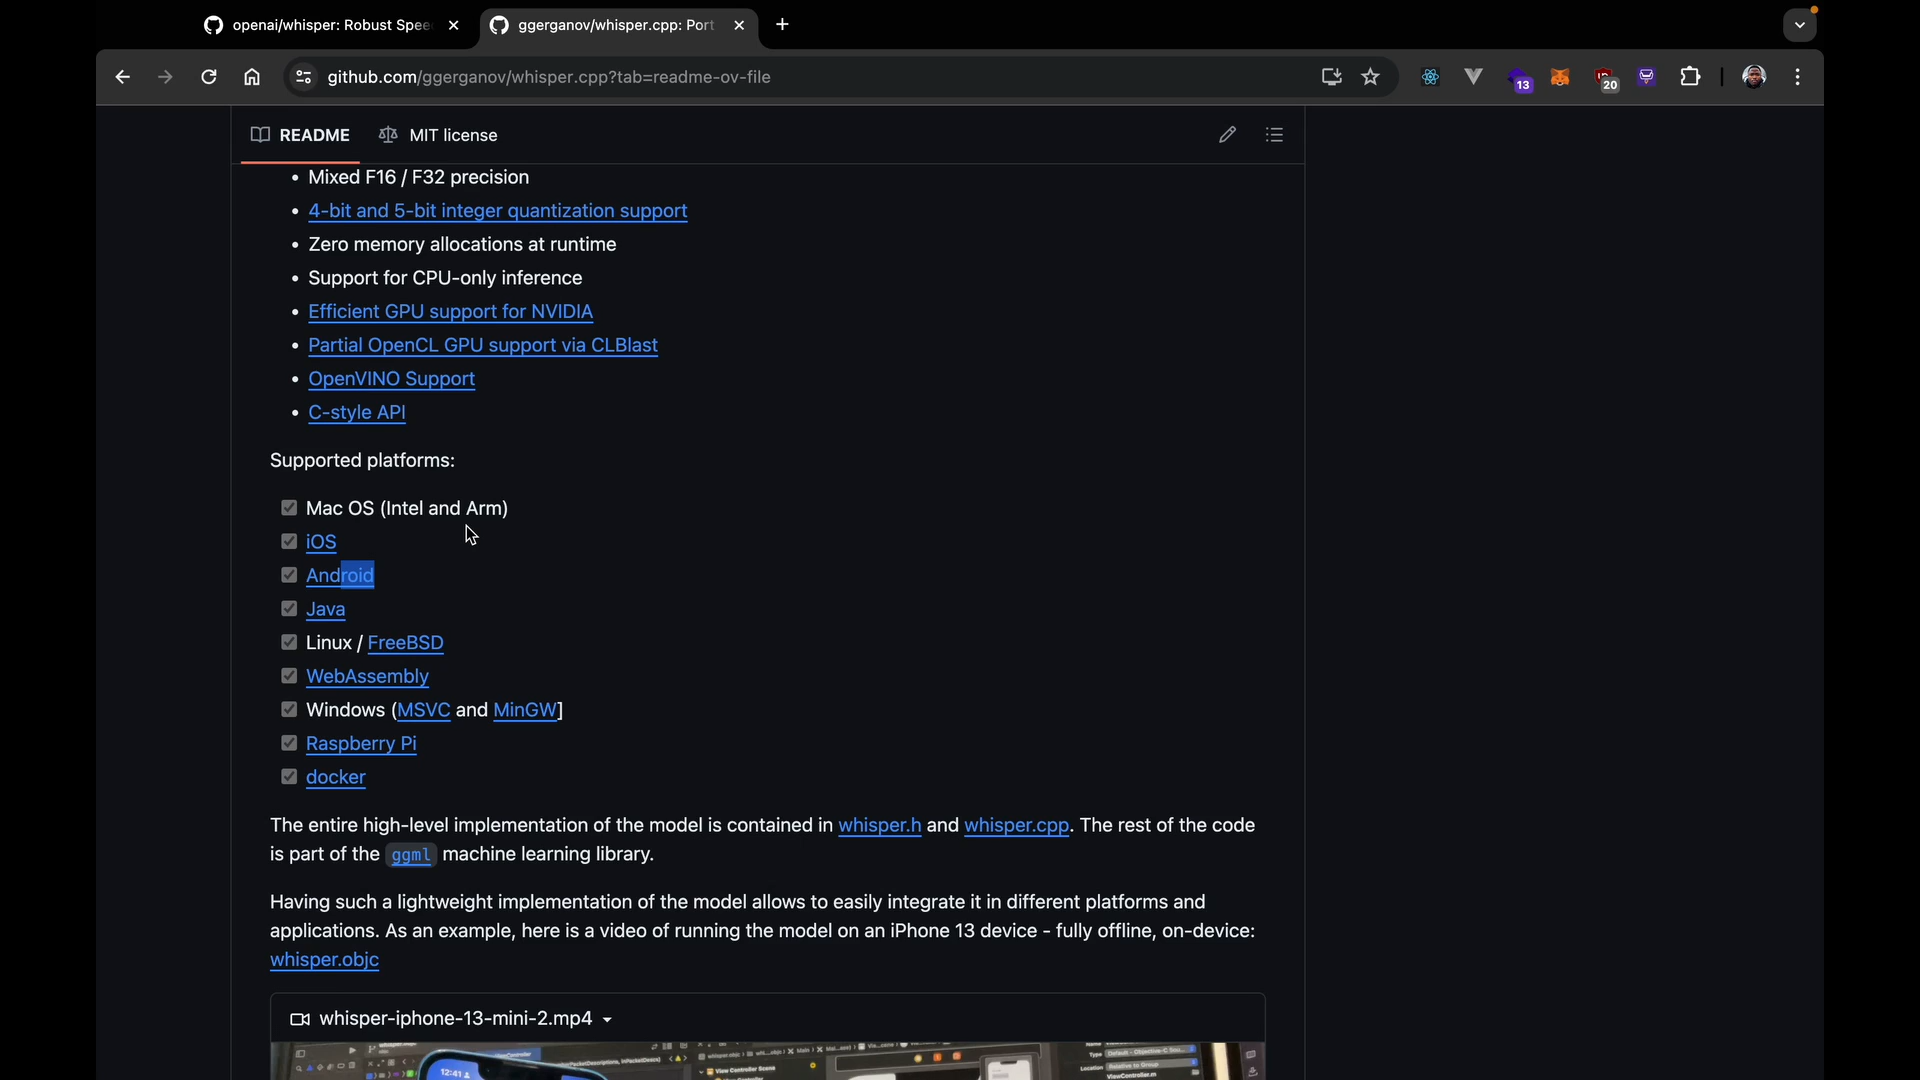 openai/whisper: Robust Spee
ggerganov/whisper.cpp: Port
github.com/ggerganov/whisper.cpp?tab=readme-ov-file
13
20
README
MIT license
• Mixed F16 / F32 precision
• 4-bit and 5-bit integer quantization support
• Zero memory allocations at runtime
• Support for CPU-only inference
• Efficient GPU support for NVIDIA
• Partial OpenCL GPU support via CLBlast
• OpenVINO Support
• C-style API
Supported platforms:
Mac OS (Intel and Arm)
iOS
Android
Java
Linux / FreeBSD
WebAssembly
Windows (MSVC and MinGW]
Raspberry Pi
docker
The entire high-level implementation of the model is contained in whisper.h and whisper.cpp. The rest of the code
is part of the ggml machine learning library.
Having such a lightweight implementation of the model allows to easily integrate it in different platforms and
applications. As an example, here is a video of running the model on an iPhone 13 device - fully offline, on-device:
whisper.objc
whisper-iphone-13-mini-2.mp4
12:41